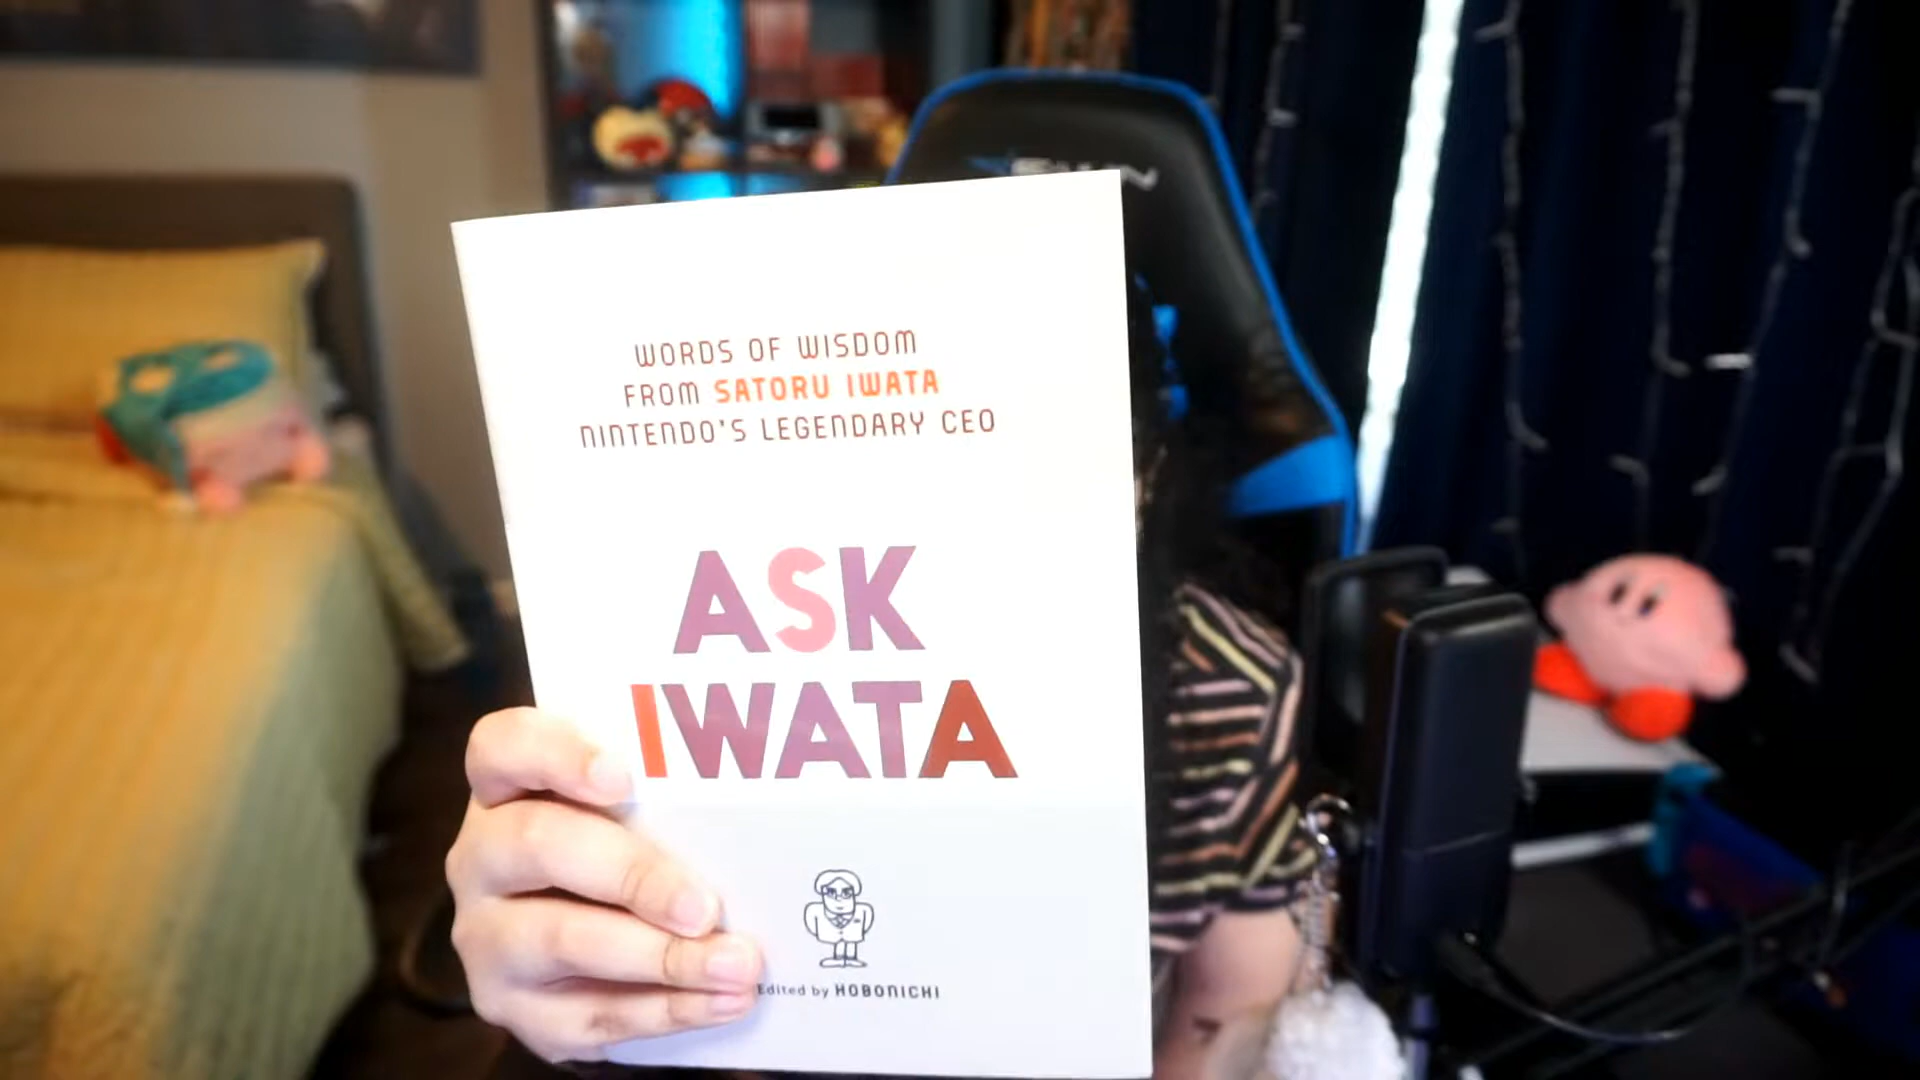 WORDS OF WISDOM
FROM SATORU IWATA
NINTENDO'S LEGENDARY CEO
ASK
IWATA
Edited by HOBONICHI